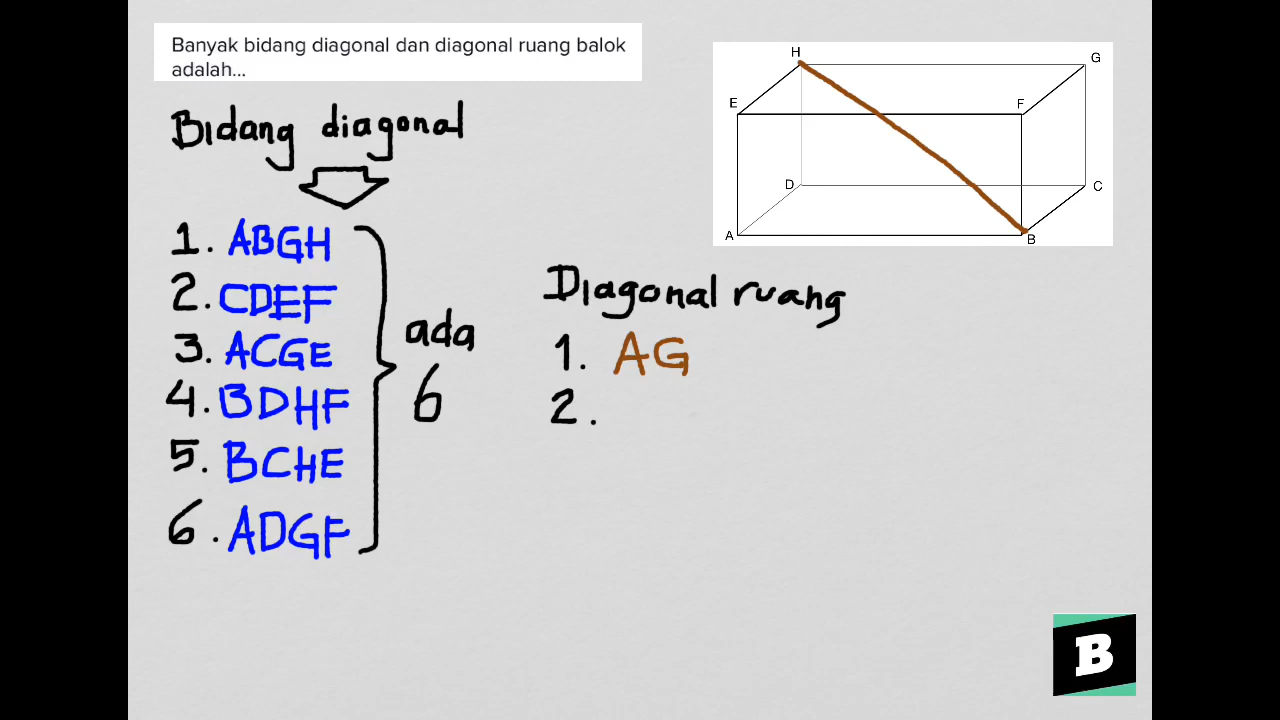 Banyak bidang diagonal dan diagonal ruang balok
adalah...
Bidang diagonal
1. ABGH
2. CDEF
3. ACGE
4. BDHF
5. BCHE
6. ADGF
ada
6
H
G
E
F
D
C
A
B
Diagonal ruang
1. AG
2.
B